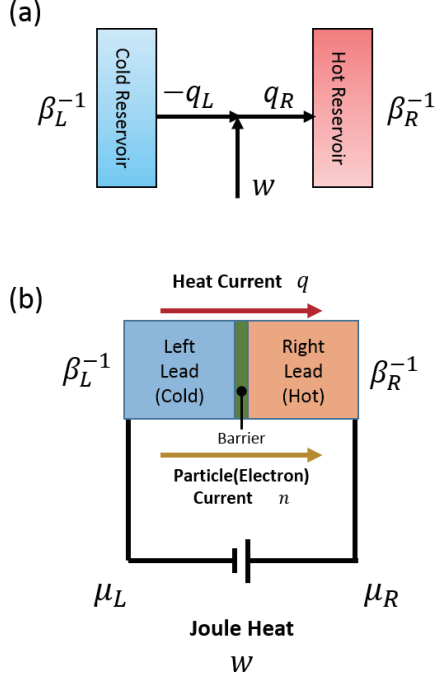 (a)
β_L^{-1}
Cold Reservoir
−q_L
q_R
w
Hot Reservoir
β_R^{-1}
Heat Current q
(b)
β_L^{-1}
Left
Lead
(Cold)
Right
Lead
(Hot)
β_R^{-1}
Barrier
Particle(Electron)
Current n
μ_L
μ_R
Joule Heat
w